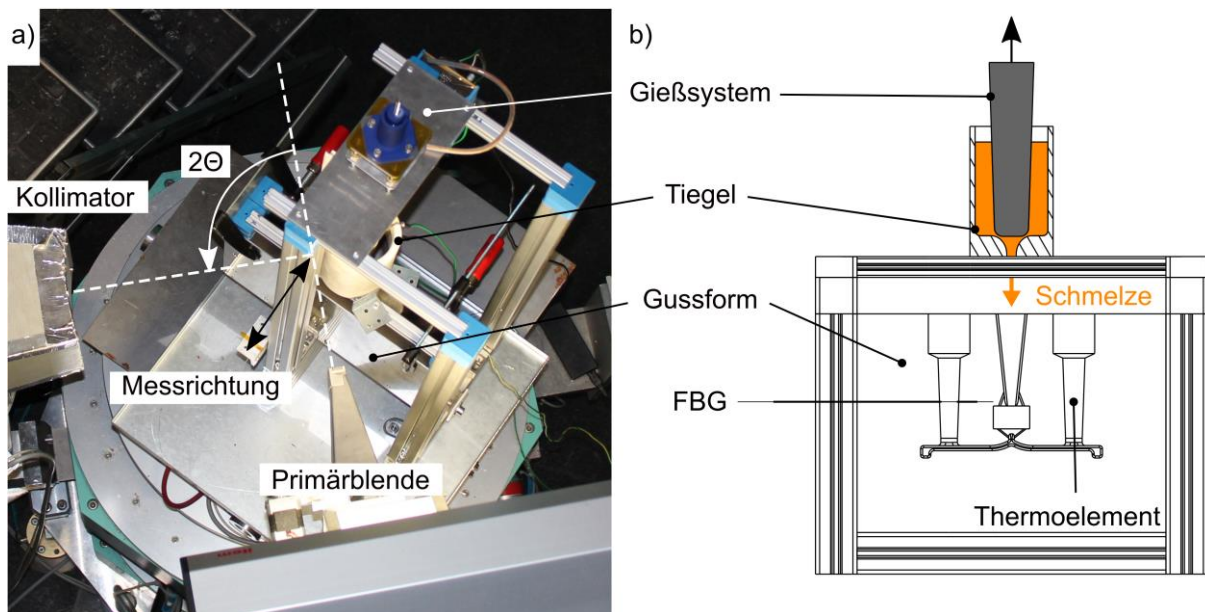 a)
2Θ
Kollimator
Messrichtung
Primärblende
b)
Gießsystem
Tiegel
Schmelze
Gussform
FBG
Thermoelement